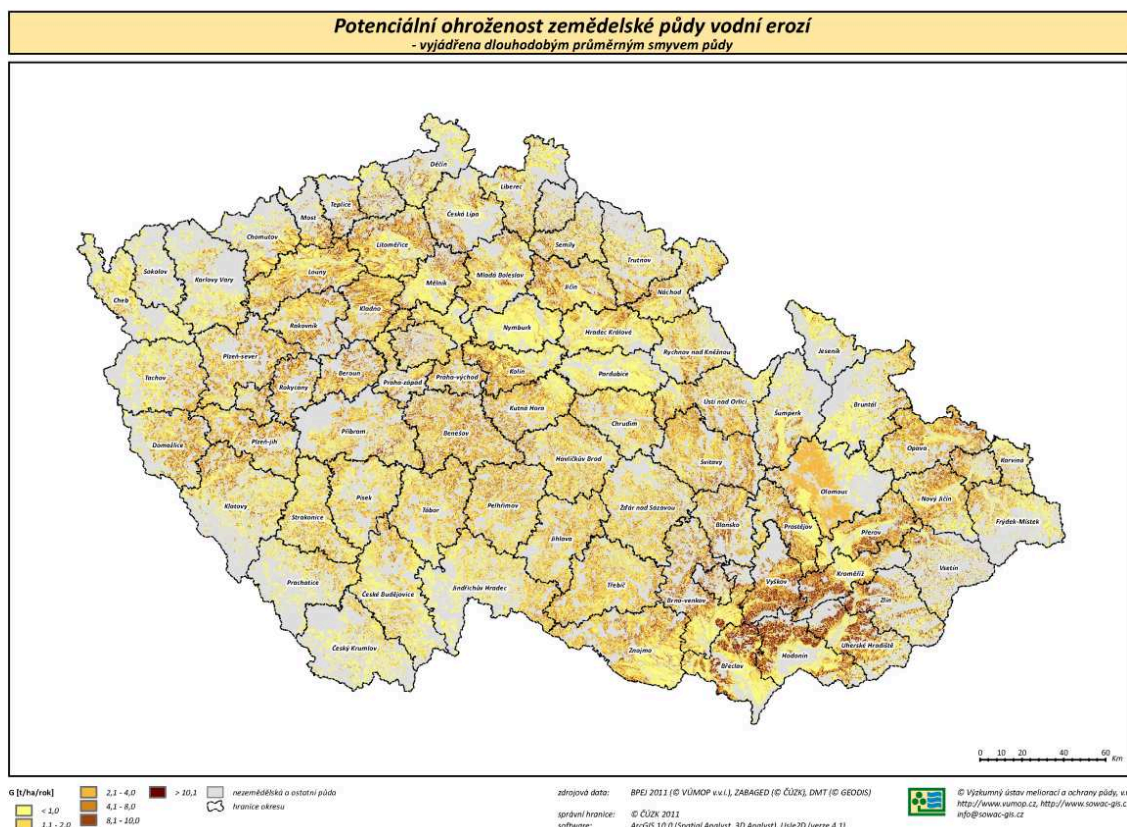 Potenciální ohroženost zemědelské půdy vodní erozí
- vyjádřena dlouhodobým průměrným smyvem půdy
Děčín
Liberec
Teplice
Most
Česká Lípa
Chomutov
Litoměřice
Semily
Trutnov
Sokolov
Karlovy Vary
Louny
Mělník
Mladá Boleslav
Jičín
Náchod
Cheb
Kladno
Rakovník
Nymburk
Hradec Králové
Jeseník
Rychnov nad Kněžnou
Plzeň-sever
Tachov
Beroun
Praha-západ
Praha-východ
Kolín
Pardubice
Rokycany
Kutná Hora
Ústí nad Orlicí
Šumperk
Bruntál
Příbram
Benešov
Chrudim
Domažlice
Plzeň-jih
Opava
Karviná
Havlíčkův Brod
Svitavy
Olomouc
Nový Jičín
Klatovy
Strakonice
Písek
Tábor
Pelhřimov
Žďár nad Sázavou
Blansko
Prostějov
Přerov
Frýdek-Místek
Jihlava
Vsetín
Prachatice
České Budějovice
Jindřichův Hradec
Třebíč
Brno-venkov
Vyškov
Kroměříž
Zlín
Český Krumlov
Znojmo
Břeclav
Hodonín
Uherské Hradiště
0 10 20 40 60
Km
G [t/ha/rok]
< 1,0
1,1 - 2,0
2,1 - 4,0
4,1 - 8,0
8,1 - 10,0
> 10,1
nezemědělská a ostatní půda
hranice okresu
zdrojová data: BPEJ 2011 (© VÚMOP v.v.i.), ZABAGED (© ČÚZK), DMT (© GEODIS)
správní hranice: © ČÚZK 2011
software: ArcGIS 10.0 (Spatial Analyst, 3D Analyst), Usle2D (verze 4.1)
© Výzkumný ústav meliorací a ochrany půdy, v.v
http://www.vumop.cz, http://www.sowac-gis.c
info@sowac-gis.cz